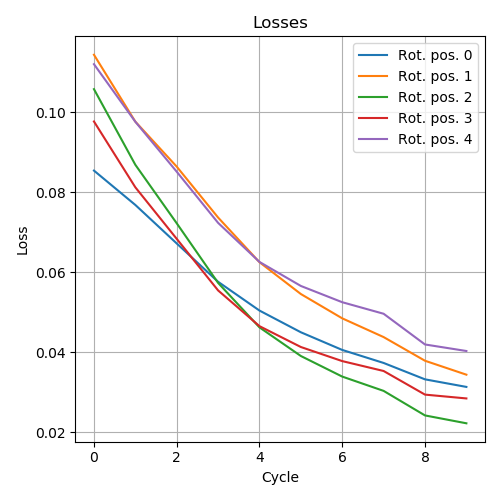 Losses
Rot. pos. 0
Rot. pos. 1
Rot. pos. 2
Rot. pos. 3
Rot. pos. 4
0.10
0.08
0.06
0.04
0.02
Loss
0 2 4 6 8
Cycle